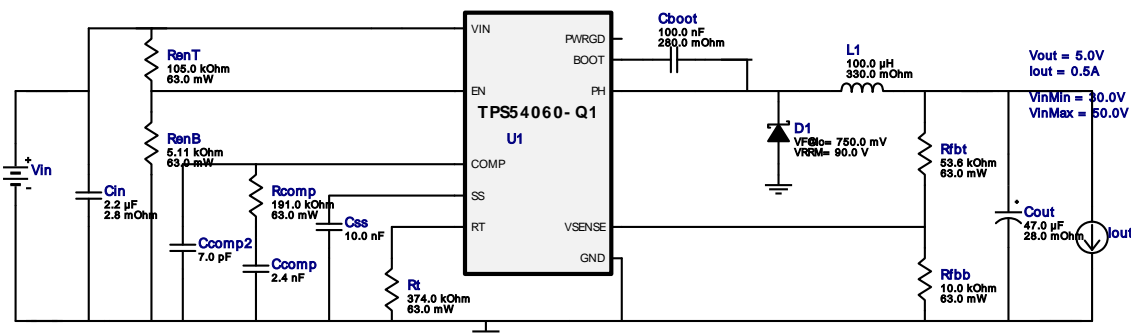 VIN
PWRGD
BOOT
EN
PH
TPS54060-Q1
U1
COMP
SS
RT
VSENSE
GND
Cboot
100.0 nF
280.0 mOhm
L1
100.0 µH
330.0 mOhm
Vout = 5.0V
Iout = 0.5A
VinMin = 30.0V
VinMax = 50.0V
RenT
105.0 kOhm
63.0 mW
RenB
5.11 kOhm
63.0 mW
Vin
Cin
2.2 µF
2.8 mOhm
Rcomp
191.0 kOhm
63.0 mW
Css
10.0 nF
Ccomp2
7.0 pF
Ccomp
2.4 nF
Rt
374.0 kOhm
63.0 mW
D1
= 750.0 mV
VRRM= 90.0 V
Rfbt
53.6 kOhm
63.0 mW
Cout
47.0 µF
28.0 mOhm
Iout
Rfbb
10.0 kOhm
63.0 mW